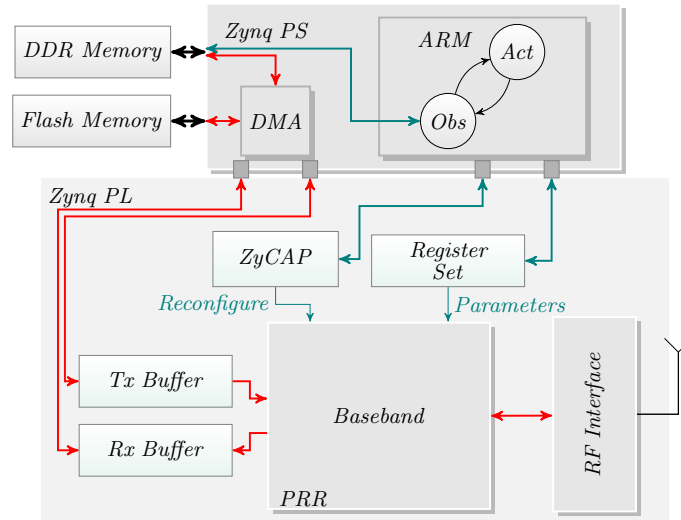 DDR Memory
Zynq PS
ARM
Act
Flash Memory
DMA
Obs
Zynq PL
ZyCAP
Register
Set
Reconfigure
Parameters
Tx Buffer
Baseband
RF Interface
Rx Buffer
PRR